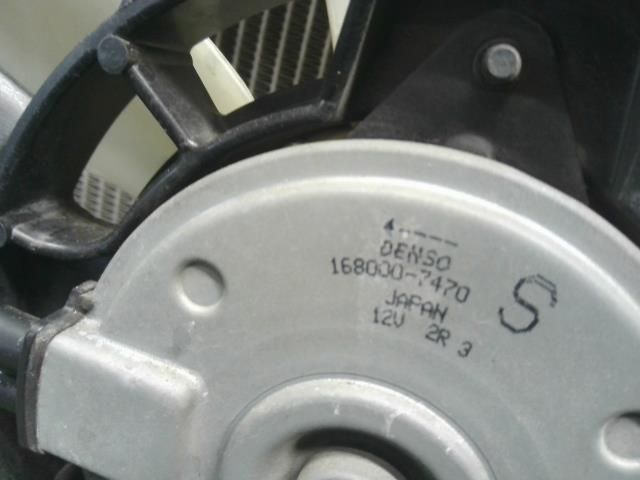 DENSO
168000-7470
JAPAN
12V 2R 3
S